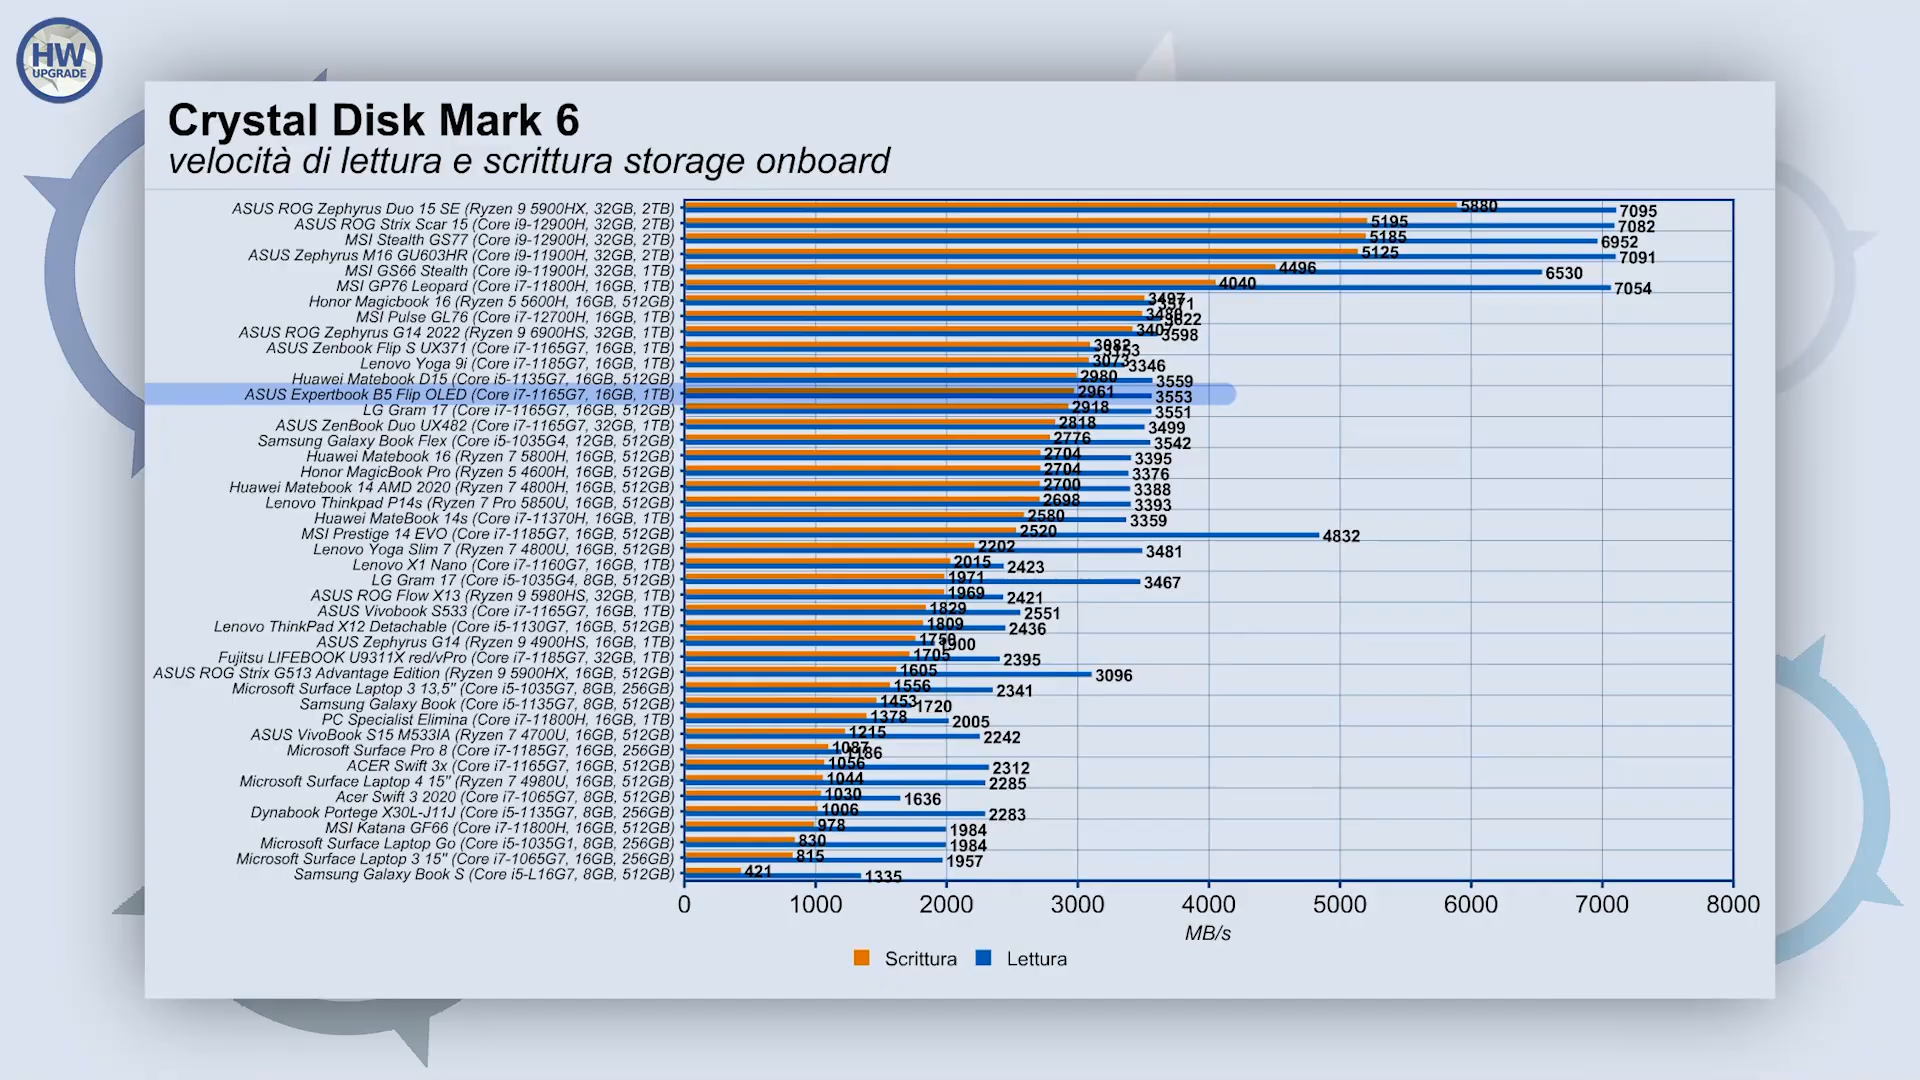 HW
UPGRADE
Crystal Disk Mark 6
velocità di lettura e scrittura storage onboard
ASUS ROG Zephyrus Duo 15 SE (Ryzen 9 5900HX, 32GB, 2TB) 5880 7095
ASUS ROG Strix Scar 15 (Core i9-12900H, 32GB, 2TB) 5195 7082
MSI Stealth GS77 (Core i9-12900H, 32GB, 2TB) 5185 6952
ASUS Zephyrus M16 GU603HR (Core i9-11900H, 32GB, 2TB) 5125 7091
MSI GS66 Stealth (Core i9-11900H, 32GB, 1TB) 4496 6530
MSI GP76 Leopard (Core i7-11800H, 16GB, 1TB) 4040 7054
Honor Magicbook 16 (Ryzen 5 5600H, 16GB, 512GB) 3497 3571
MSI Pulse GL76 (Core i7-12700H, 16GB, 1TB) 3622
ASUS ROG Zephyrus G14 2022 (Ryzen 9 6900HS, 32GB, 1TB) 3407 3598
ASUS Zenbook Flip S UX371 (Core i7-1165G7, 16GB, 1TB) 3082 3153
Lenovo Yoga 9i (Core i7-1185G7, 16GB, 1TB) 3073 3346
Huawei Matebook D15 (Core i5-1135G7, 16GB, 512GB) 2980 3559
ASUS Expertbook B5 Flip OLED (Core i7-1165G7, 16GB, 1TB) 2961 3553
LG Gram 17 (Core i7-1165G7, 16GB, 512GB) 2918 3551
ASUS ZenBook Duo UX482 (Core i7-1165G7, 32GB, 1TB) 2818 3499
Samsung Galaxy Book Flex (Core i5-1035G4, 12GB, 512GB) 2776 3542
Huawei Matebook 16 (Ryzen 7 5800H, 16GB, 512GB) 2704 3395
Honor MagicBook Pro (Ryzen 5 4600H, 16GB, 512GB) 2704 3376
Huawei Matebook 14 AMD 2020 (Ryzen 7 4800H, 16GB, 512GB) 2700 3388
Lenovo Thinkpad P14s (Ryzen 7 Pro 5850U, 16GB, 512GB) 2698 3393
Huawei MateBook 14s (Core i7-11370H, 16GB, 1TB) 2580 3359
MSI Prestige 14 EVO (Core i7-1185G7, 16GB, 512GB) 2520 4832
Lenovo Yoga Slim 7 (Ryzen 7 4800U, 16GB, 512GB) 2202 3481
Lenovo X1 Nano (Core i7-1160G7, 16GB, 1TB) 2015 2423
LG Gram 17 (Core i5-1035G4, 8GB, 512GB) 1971 3467
ASUS ROG Flow X13 (Ryzen 9 5980HS, 32GB, 1TB) 1969 2421
ASUS Vivobook S533 (Core i7-1165G7, 16GB, 1TB) 1829 2551
Lenovo ThinkPad X12 Detachable (Core i5-1130G7, 16GB, 512GB) 1809 2436
ASUS Zephyrus G14 (Ryzen 9 4900HS, 16GB, 1TB) 1900
Fujitsu LIFEBOOK U9311X red/vPro (Core i7-1185G7, 32GB, 1TB) 1705 2395
ASUS ROG Strix G513 Advantage Edition (Ryzen 9 5900HX, 16GB, 512GB) 1605 3096
Microsoft Surface Laptop 3 13,5" (Core i5-1035G7, 8GB, 256GB) 1556 2341
Samsung Galaxy Book (Core i5-1135G7, 8GB, 512GB) 1453 1720
PC Specialist Elimina (Core i7-11800H, 16GB, 1TB) 1378 2005
ASUS VivoBook S15 M533IA (Ryzen 7 4700U, 16GB, 512GB) 1215 2242
Microsoft Surface Pro 8 (Core i7-1185G7, 16GB, 256GB) 1087 1186
ACER Swift 3x (Core i7-1165G7, 16GB, 512GB) 1056 2312
Microsoft Surface Laptop 4 15" (Ryzen 7 4980U, 16GB, 512GB) 1044 2285
Acer Swift 3 2020 (Core i7-1065G7, 8GB, 512GB) 1030 1636
Dynabook Portege X30L-J11J (Core i5-1135G7, 8GB, 256GB) 1006 2283
MSI Katana GF66 (Core i7-11800H, 16GB, 512GB) 978 1984
Microsoft Surface Laptop Go (Core i5-1035G1, 8GB, 256GB) 830 1984
Microsoft Surface Laptop 3 15" (Core i7-1065G7, 16GB, 256GB) 815 1957
Samsung Galaxy Book S (Core i5-L16G7, 8GB, 512GB) 421 1335
0 1000 2000 3000 4000 5000 6000 7000 8000
MB/s
Scrittura Lettura